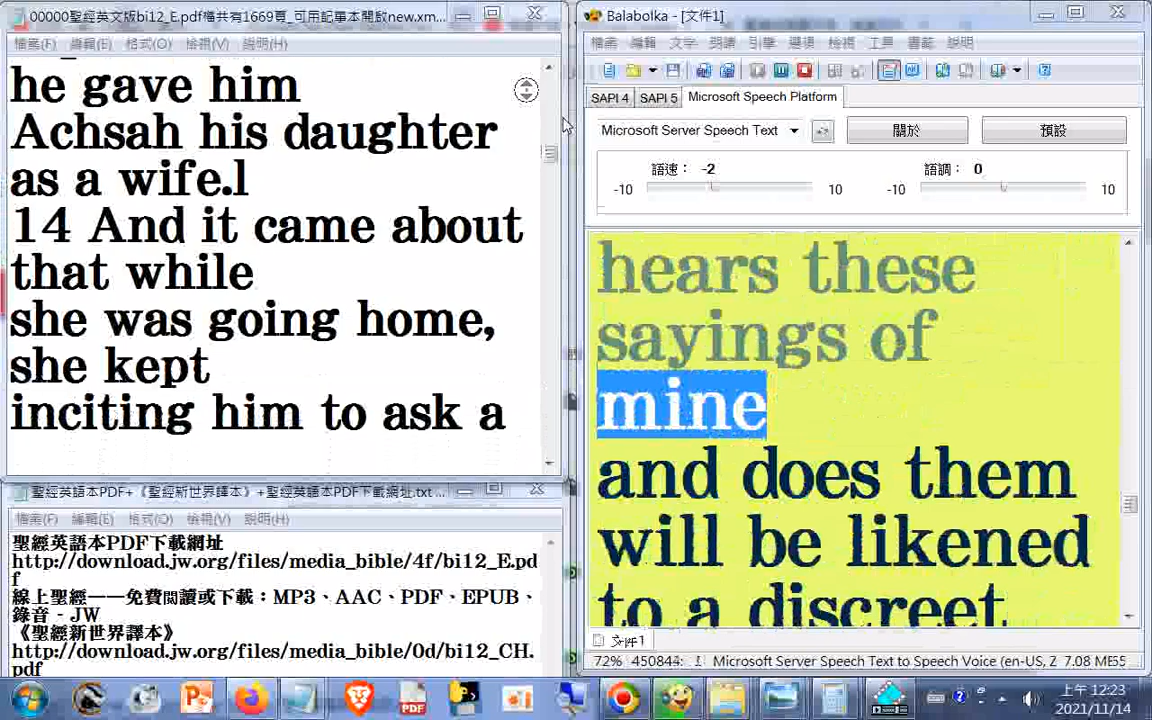 00000聖經英文版bi12_E.pdf檔共有1669頁_可用記事本開啟new.xm...
檔案(F) 編輯(E) 格式(O) 檢視(V) 說明(H)
he gave him
Achsah his daughter
as a wife.l
14 And it came about
that while
she was going home,
she kept
inciting him to ask a
聖經英語本PDF+《聖經新世界譯本》+聖經英語本PDF下載網址.txt ...
檔案(F) 編輯(E) 格式(O) 檢視(V) 說明(H)
聖經英語本PDF下載網址
http://download.jw.org/files/media_bible/4f/bi12_E.pd
f
線上聖經——免費閱讀或下載：MP3、AAC、PDF、EPUB、
錄音 - JW
《聖經新世界譯本》
http://download.jw.org/files/media_bible/0d/bi12_CH.
pdf
Balabolka - [文件1]
檔案 編輯 文字 朗讀 引擎 選項 檢視 工具 書籤 說明
SAPI 4 SAPI 5 Microsoft Speech Platform
Microsoft Server Speech Text 關於 預設
語速： -2 語調： 0
-10 10 -10 10
hears these
sayings of
mine
and does them
will be likened
to a discreet
文件1
72% 450844: 1 Microsoft Server Speech Text to Speech Voice (en-US, Z 7.08 МБ
上午 12:23
2021/11/14